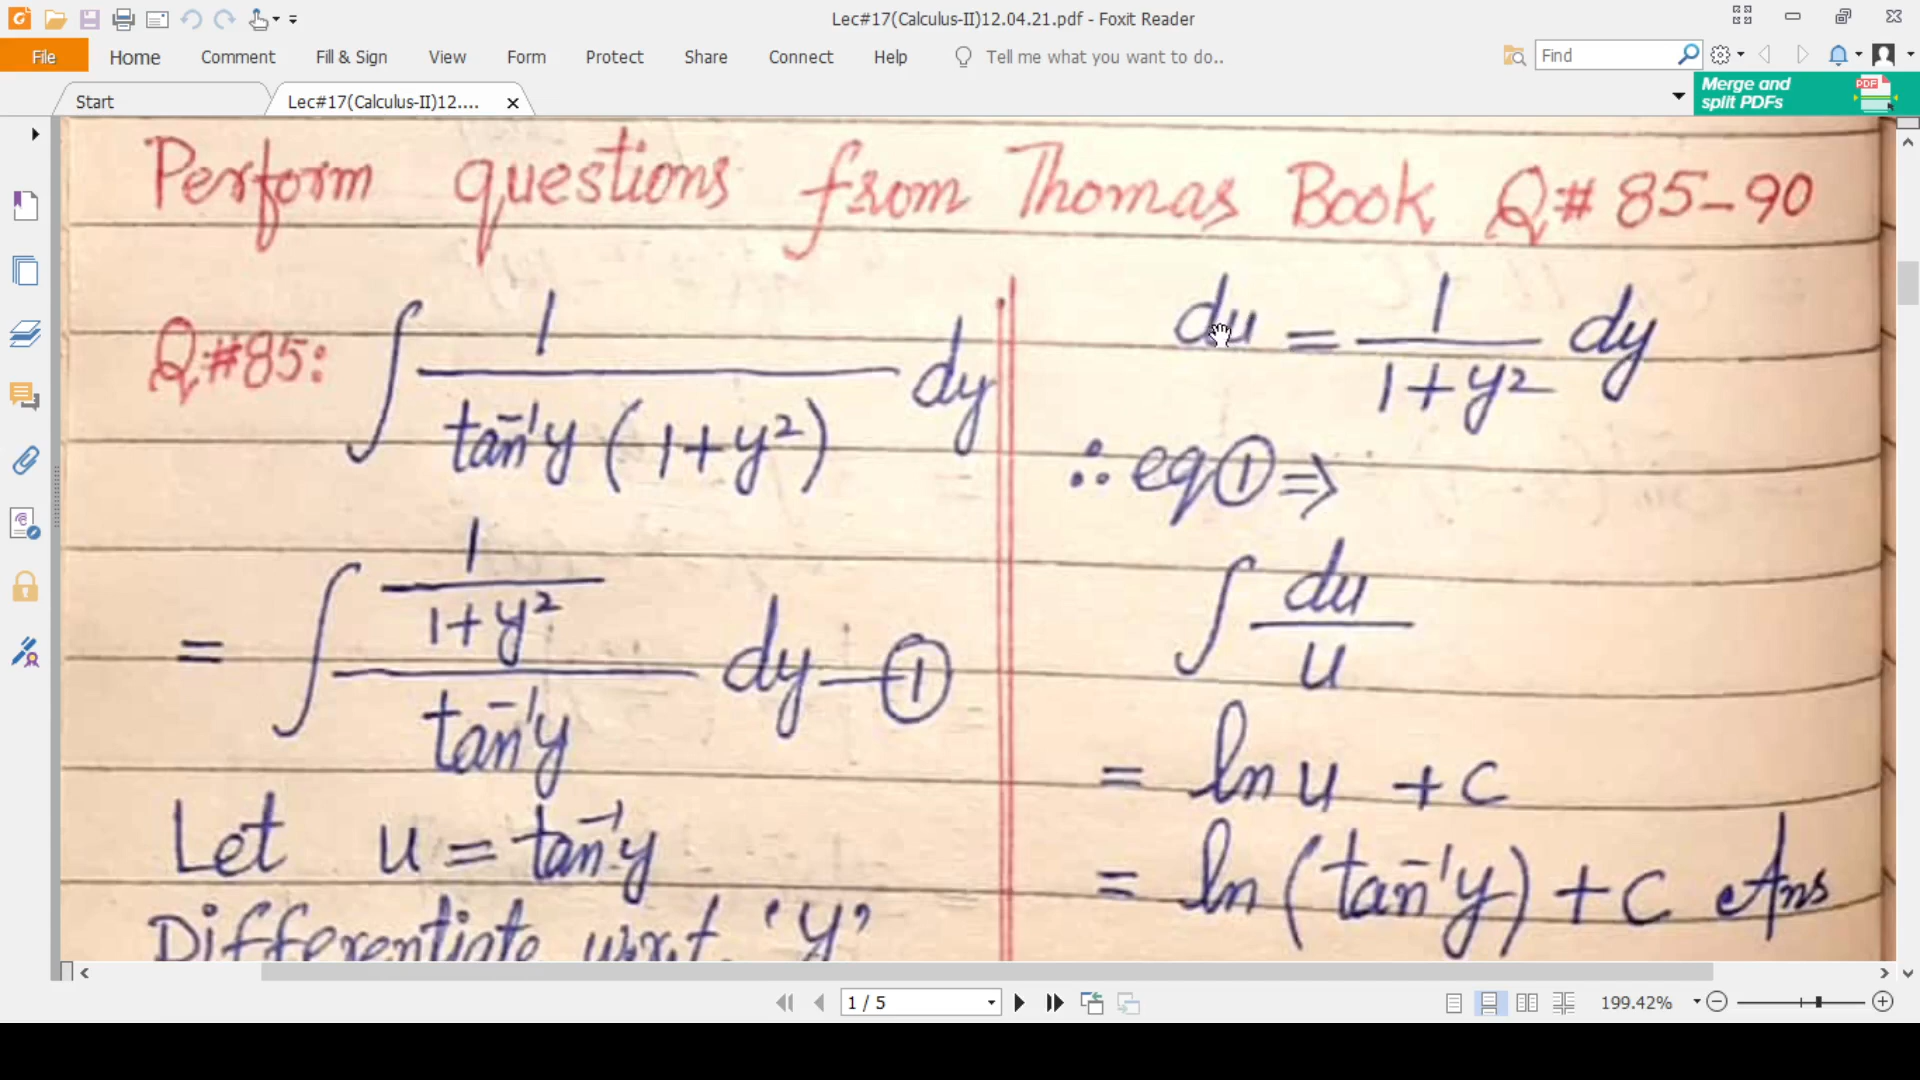 Lec#17(Calculus-II)12.04.21.pdf - Foxit Reader
File Home Comment Fill & Sign View Form Protect Share Connect Help Tell me what you want to do.. Find
Start Lec#17(Calculus-II)12....
Merge and
split PDFs
PDF
Perform questions from Thomas Book Q# 85-90
Q#85: ∫ 1/(tan⁻¹y (1+y²)) dy
= ∫ (1/(1+y²))/(tan⁻¹y) dy — ①
Let u = tan⁻¹y
Differentiate w.r.t. 'y'
du = 1/(1+y²) dy
∴ eq ① ⇒
∫ du/u
= ln u + c
= ln (tan⁻¹y) + c Ans
1 / 5
199.42%